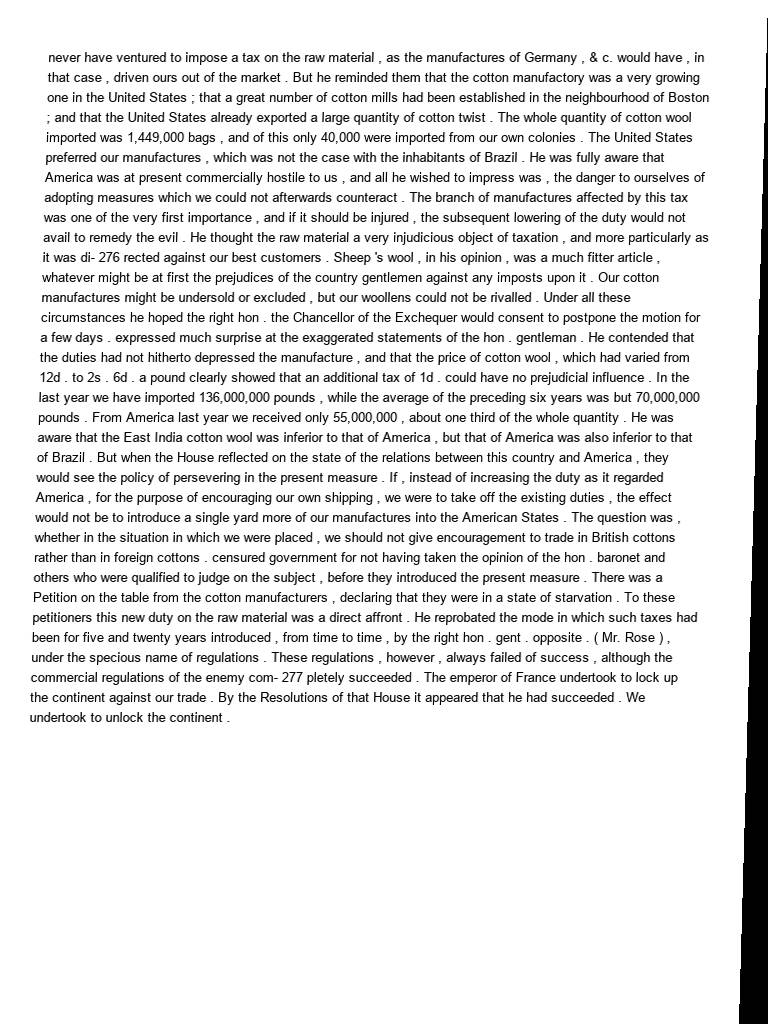 never have ventured to impose a tax on the raw material , as the manufactures of Germany , & c. would have , in
that case , driven ours out of the market . But he reminded them that the cotton manufactory was a very growing
one in the United States ; that a great number of cotton mills had been established in the neighbourhood of Boston
; and that the United States already exported a large quantity of cotton twist . The whole quantity of cotton wool
imported was 1,449,000 bags , and of this only 40,000 were imported from our own colonies . The United States
preferred our manufactures , which was not the case with the inhabitants of Brazil . He was fully aware that
America was at present commercially hostile to us , and all he wished to impress was , the danger to ourselves of
adopting measures which we could not afterwards counteract . The branch of manufactures affected by this tax
was one of the very first importance , and if it should be injured , the subsequent lowering of the duty would not
avail to remedy the evil . He thought the raw material a very injudicious object of taxation , and more particularly as
it was di- 276 rected against our best customers . Sheep 's wool , in his opinion , was a much fitter article ,
whatever might be at first the prejudices of the country gentlemen against any imposts upon it . Our cotton
manufactures might be undersold or excluded , but our woollens could not be rivalled . Under all these
circumstances he hoped the right hon . the Chancellor of the Exchequer would consent to postpone the motion for
a few days . expressed much surprise at the exaggerated statements of the hon . gentleman . He contended that
the duties had not hitherto depressed the manufacture , and that the price of cotton wool , which had varied from
12d . to 2s . 6d . a pound clearly showed that an additional tax of 1d . could have no prejudicial influence . In the
last year we have imported 136,000,000 pounds , while the average of the preceding six years was but 70,000,000
pounds . From America last year we received only 55,000,000 , about one third of the whole quantity . He was
aware that the East India cotton wool was inferior to that of America , but that of America was also inferior to that
of Brazil . But when the House reflected on the state of the relations between this country and America , they
would see the policy of persevering in the present measure . If , instead of increasing the duty as it regarded
America , for the purpose of encouraging our own shipping , we were to take off the existing duties , the effect
would not be to introduce a single yard more of our manufactures into the American States . The question was ,
whether in the situation in which we were placed , we should not give encouragement to trade in British cottons
rather than in foreign cottons . censured government for not having taken the opinion of the hon . baronet and
others who were qualified to judge on the subject , before they introduced the present measure . There was a
Petition on the table from the cotton manufacturers , declaring that they were in a state of starvation . To these
petitioners this new duty on the raw material was a direct affront . He reprobated the mode in which such taxes had
been for five and twenty years introduced , from time to time , by the right hon . gent . opposite . ( Mr. Rose ) ,
under the specious name of regulations . These regulations , however , always failed of success , although the
commercial regulations of the enemy com- 277 pletely succeeded . The emperor of France undertook to lock up
the continent against our trade . By the Resolutions of that House it appeared that he had succeeded . We
undertook to unlock the continent .